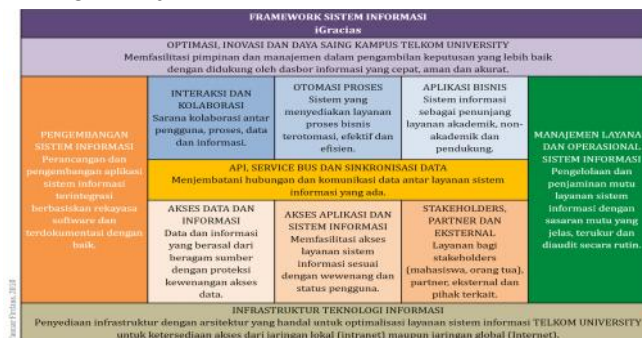 FRAMEWORK SISTEM INFORMASI
iGracias
OPTIMASI, INOVASI DAN DAYA SAING KAMPUS TELKOM UNIVERSITY
Memfasilitasi pimpinan dan manajemen dalam pengambilan keputusan yang lebih baik
dengan didukung oleh dasbor informasi yang cepat, aman dan akurat.
PENGEMBANGAN
SISTEM INFORMASI
Perancangan dan
pengembangan aplikasi
sistem informasi
terintegrasi
berbasiskan rekayasa
software dan
terdokumentasi dengan
baik.
INTERAKSI DAN
KOLABORASI
Sarana kolaborasi antar
pengguna, proses, data
dan informasi.
OTOMASI PROSES
Sistem yang
menyediakan layanan
proses bisnis
terotomasi, efektif dan
efisien.
APLIKASI BISNIS
Sistem informasi
sebagai penunjang
layanan akademik, non-
akademik dan
pendukung.
API, SERVICE BUS DAN SINKRONISASI DATA
Menjembatani hubungan dan komunikasi data antar layanan sistem
informasi yang ada.
AKSES DATA DAN
INFORMASI
Data dan informasi
yang berasal dari
beragam sumber
dengan proteksi
kewenangan akses
data.
AKSES APLIKASI DAN
SISTEM INFORMASI
Memfasilitasi akses
layanan sistem
informasi sesuai
dengan wewenang dan
status pengguna.
STAKEHOLDERS,
PARTNER DAN
EKSTERNAL
Layanan bagi
stakeholders
(mahasiswa, orang tua),
partner, eksternal dan
pihak terkait.
MANAJEMEN LAYANA
DAN OPERASIONAL
SISTEM INFORMASI
Pengelolaan dan
penjaminan mutu
layanan sistem
informasi dengan
sasaran mutu yang
jelas, terukur dan
diaudit secara rutin.
INFRASTRUKTUR TEKNOLOGI INFORMASI
Penyediaan infrastruktur dengan arsitektur yang handal untuk optimalisasi layanan sistem informasi TELKOM UNIVERSITY
untuk ketersediaan akses dari jaringan lokal (intranet) maupun jaringan global (Internet).